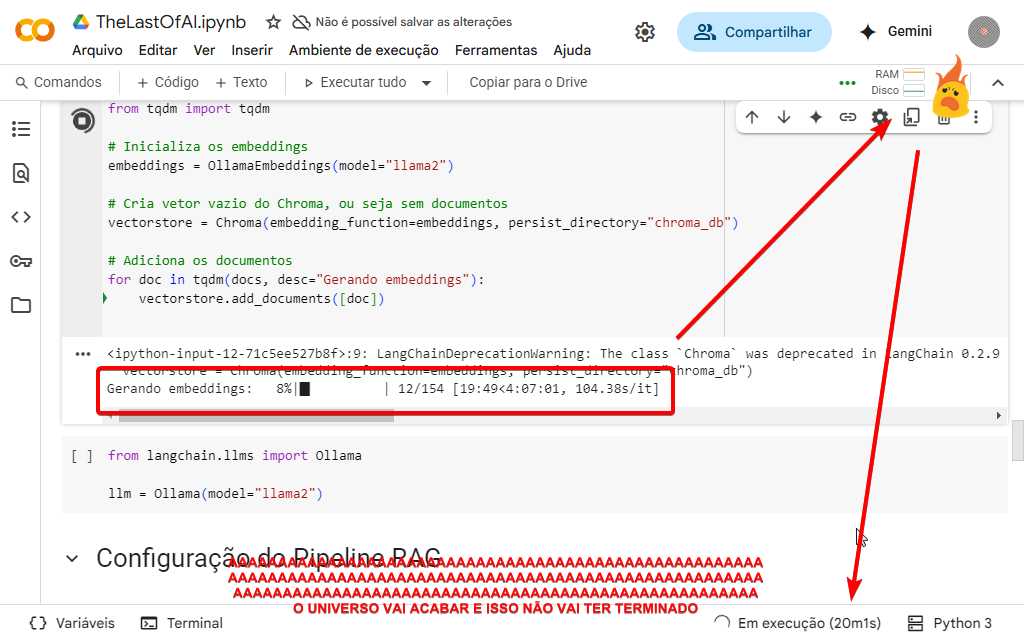 TheLastOfAI.ipynb
Não é possível salvar as alterações
Compartilhar
Gemini
Arquivo Editar Ver Inserir Ambiente de execução Ferramentas Ajuda
Comandos + Código + Texto Executar tudo Copiar para o Drive
RAM
Disco
from tqdm import tqdm
# Inicializa os embeddings
embeddings = OllamaEmbeddings(model="llama2")
# Cria vetor vazio do Chroma, ou seja sem documentos
vectorstore = Chroma(embedding_function=embeddings, persist_directory="chroma_db")
# Adiciona os documentos
for doc in tqdm(docs, desc="Gerando embeddings"):
vectorstore.add_documents([doc])
<ipython-input-12-71c5ee527b8f>:9: LangChainDeprecationWarning: The class `Chroma` was deprecated in LangChain 0.2.9
vectorstore = Chroma(embedding_function=embeddings, persist_directory="chroma_db")
Gerando embeddings: 8%| | 12/154 [19:49<4:07:01, 104.38s/it]
[ ] from langchain.llms import Ollama
llm = Ollama(model="llama2")
Configuração do Pipeline RAG
O UNIVERSO VAI ACABAR E ISSO NÃO VAI TER TERMINADO
Variáveis Terminal Em execução (20m1s) Python 3